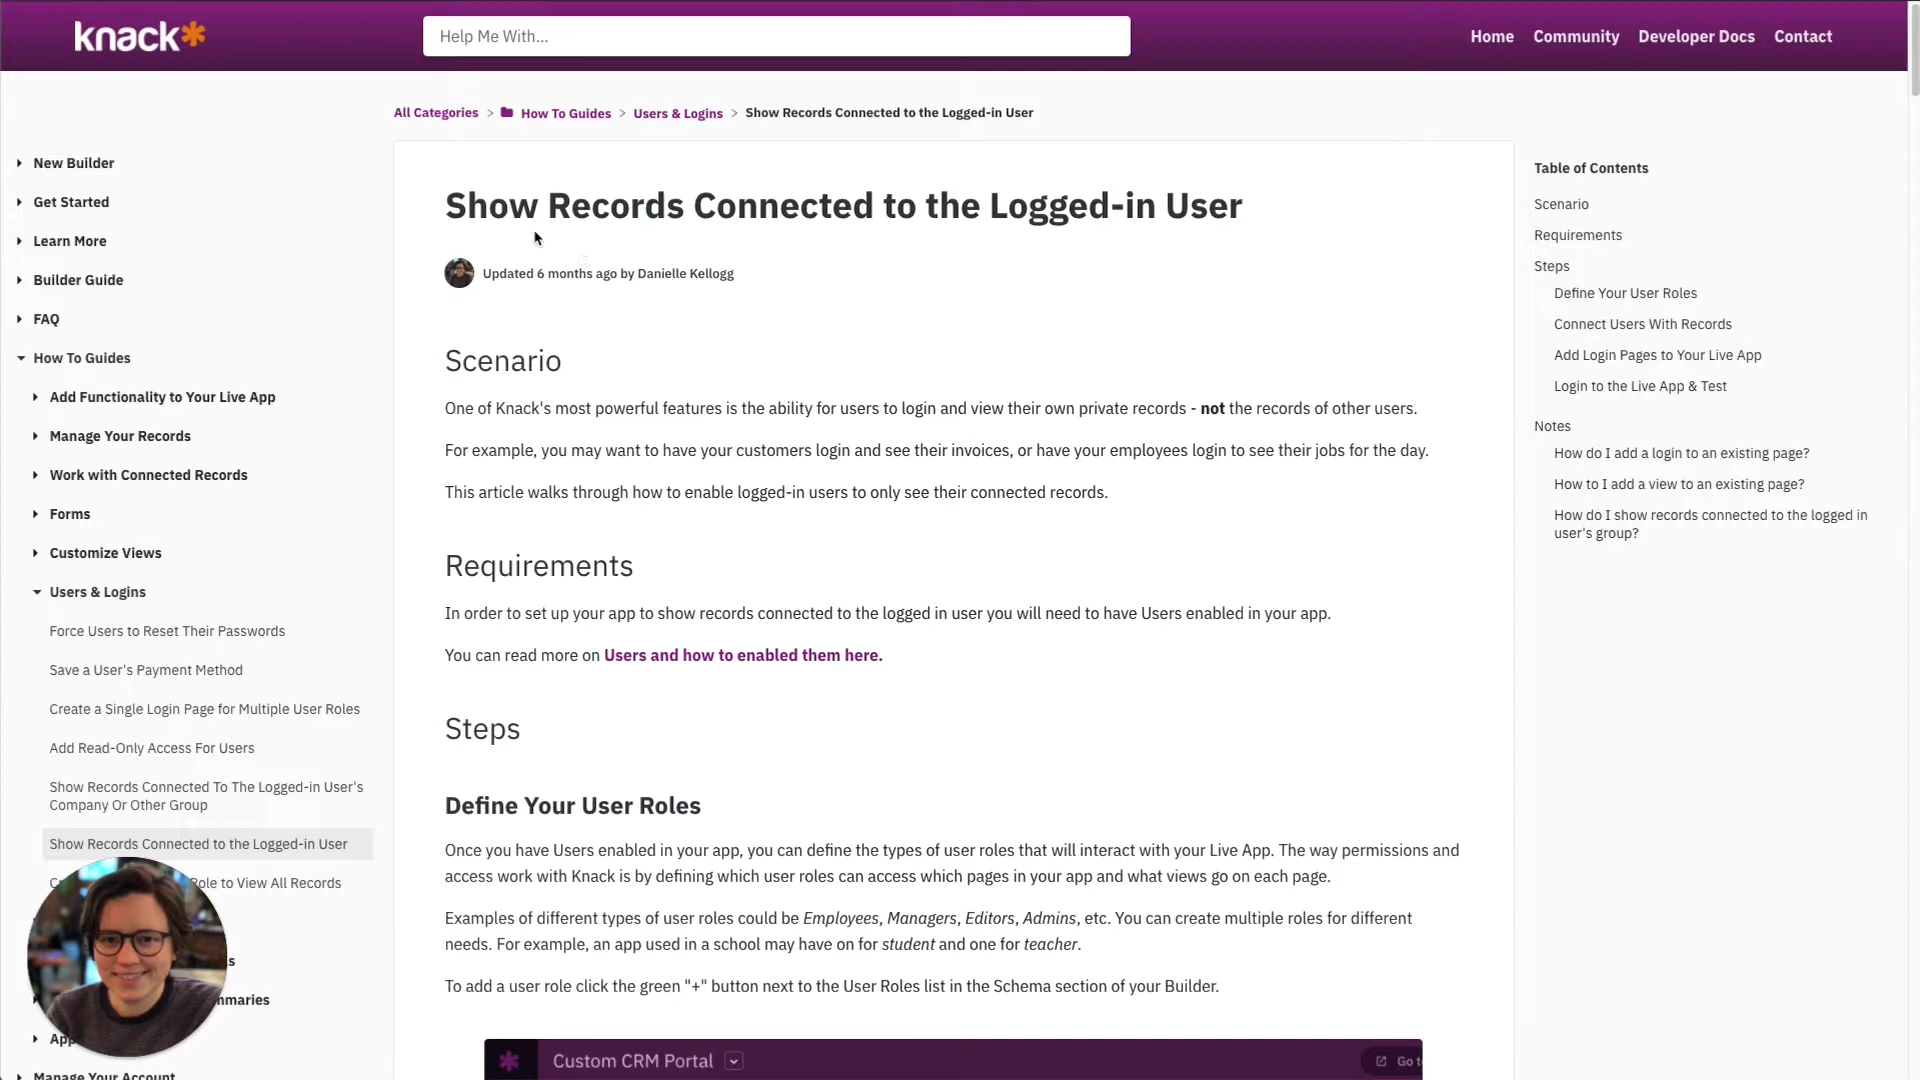 knack*
Help Me With...
Home
Community
Developer Docs
Contact
All Categories > How To Guides > Users & Logins > Show Records Connected to the Logged-in User
New Builder
Get Started
Learn More
Builder Guide
FAQ
How To Guides
Add Functionality to Your Live App
Manage Your Records
Work with Connected Records
Forms
Customize Views
Users & Logins
Force Users to Reset Their Passwords
Save a User's Payment Method
Create a Single Login Page for Multiple User Roles
Add Read-Only Access For Users
Show Records Connected To The Logged-in User's
Company Or Other Group
Show Records Connected to the Logged-in User
Role to View All Records
Manage Your Account
Show Records Connected to the Logged-in User
Updated 6 months ago by Danielle Kellogg
Scenario
One of Knack's most powerful features is the ability for users to login and view their own private records - not the records of other users.
For example, you may want to have your customers login and see their invoices, or have your employees login to see their jobs for the day.
This article walks through how to enable logged-in users to only see their connected records.
Requirements
In order to set up your app to show records connected to the logged in user you will need to have Users enabled in your app.
You can read more on Users and how to enabled them here.
Steps
Define Your User Roles
Once you have Users enabled in your app, you can define the types of user roles that will interact with your Live App. The way permissions and
access work with Knack is by defining which user roles can access which pages in your app and what views go on each page.
Examples of different types of user roles could be Employees, Managers, Editors, Admins, etc. You can create multiple roles for different
needs. For example, an app used in a school may have on for student and one for teacher.
To add a user role click the green "+" button next to the User Roles list in the Schema section of your Builder.
Custom CRM Portal
Go
Table of Contents
Scenario
Requirements
Steps
Define Your User Roles
Connect Users With Records
Add Login Pages to Your Live App
Login to the Live App & Test
Notes
How do I add a login to an existing page?
How to I add a view to an existing page?
How do I show records connected to the logged in
user's group?